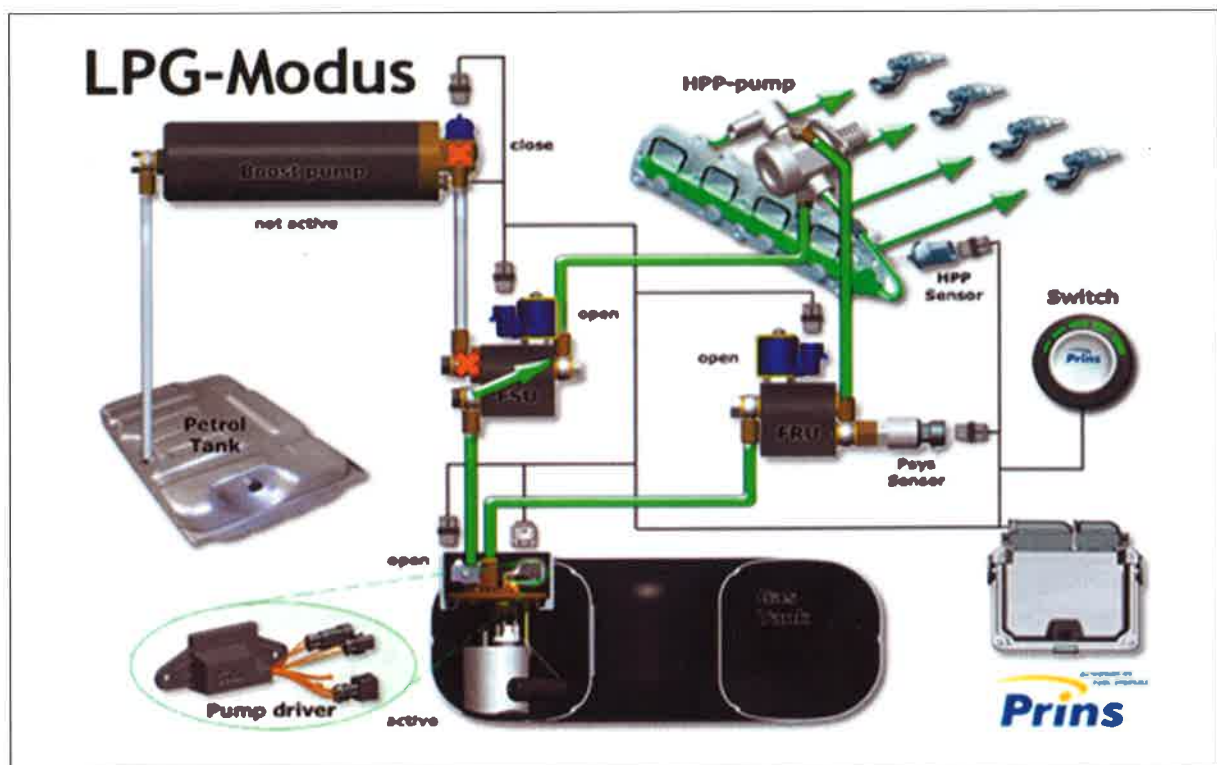 LPG-Modus
HPP-pump
close
Boost pump
not active
HPP
Sensor
Switch
open
Prins
open
FSU
Petrol
Tank
FRU
Psys
Sensor
open
Gas
Tank
Pump driver
active
Prins